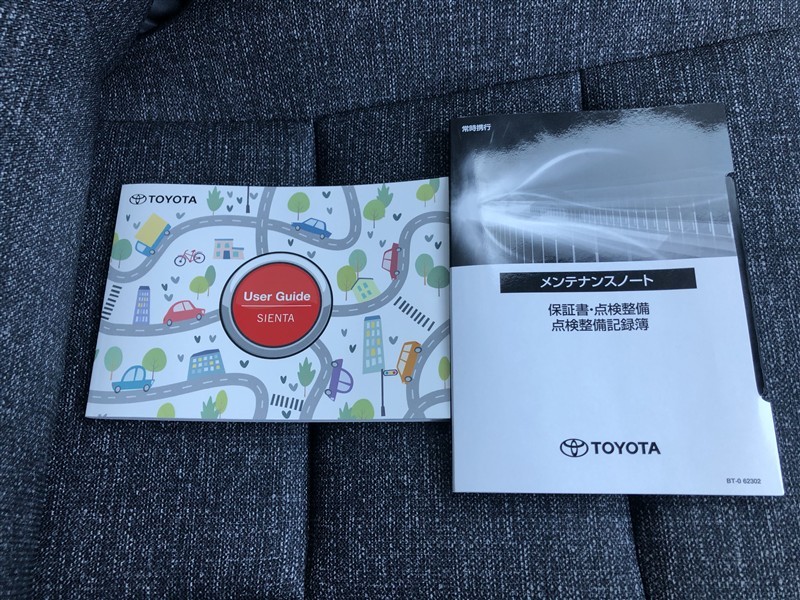 TOYOTA
User Guide
SIENTA
常時携行
メンテナンスノート
保証書・点検整備
点検整備記録簿
TOYOTA
BT-0 62302